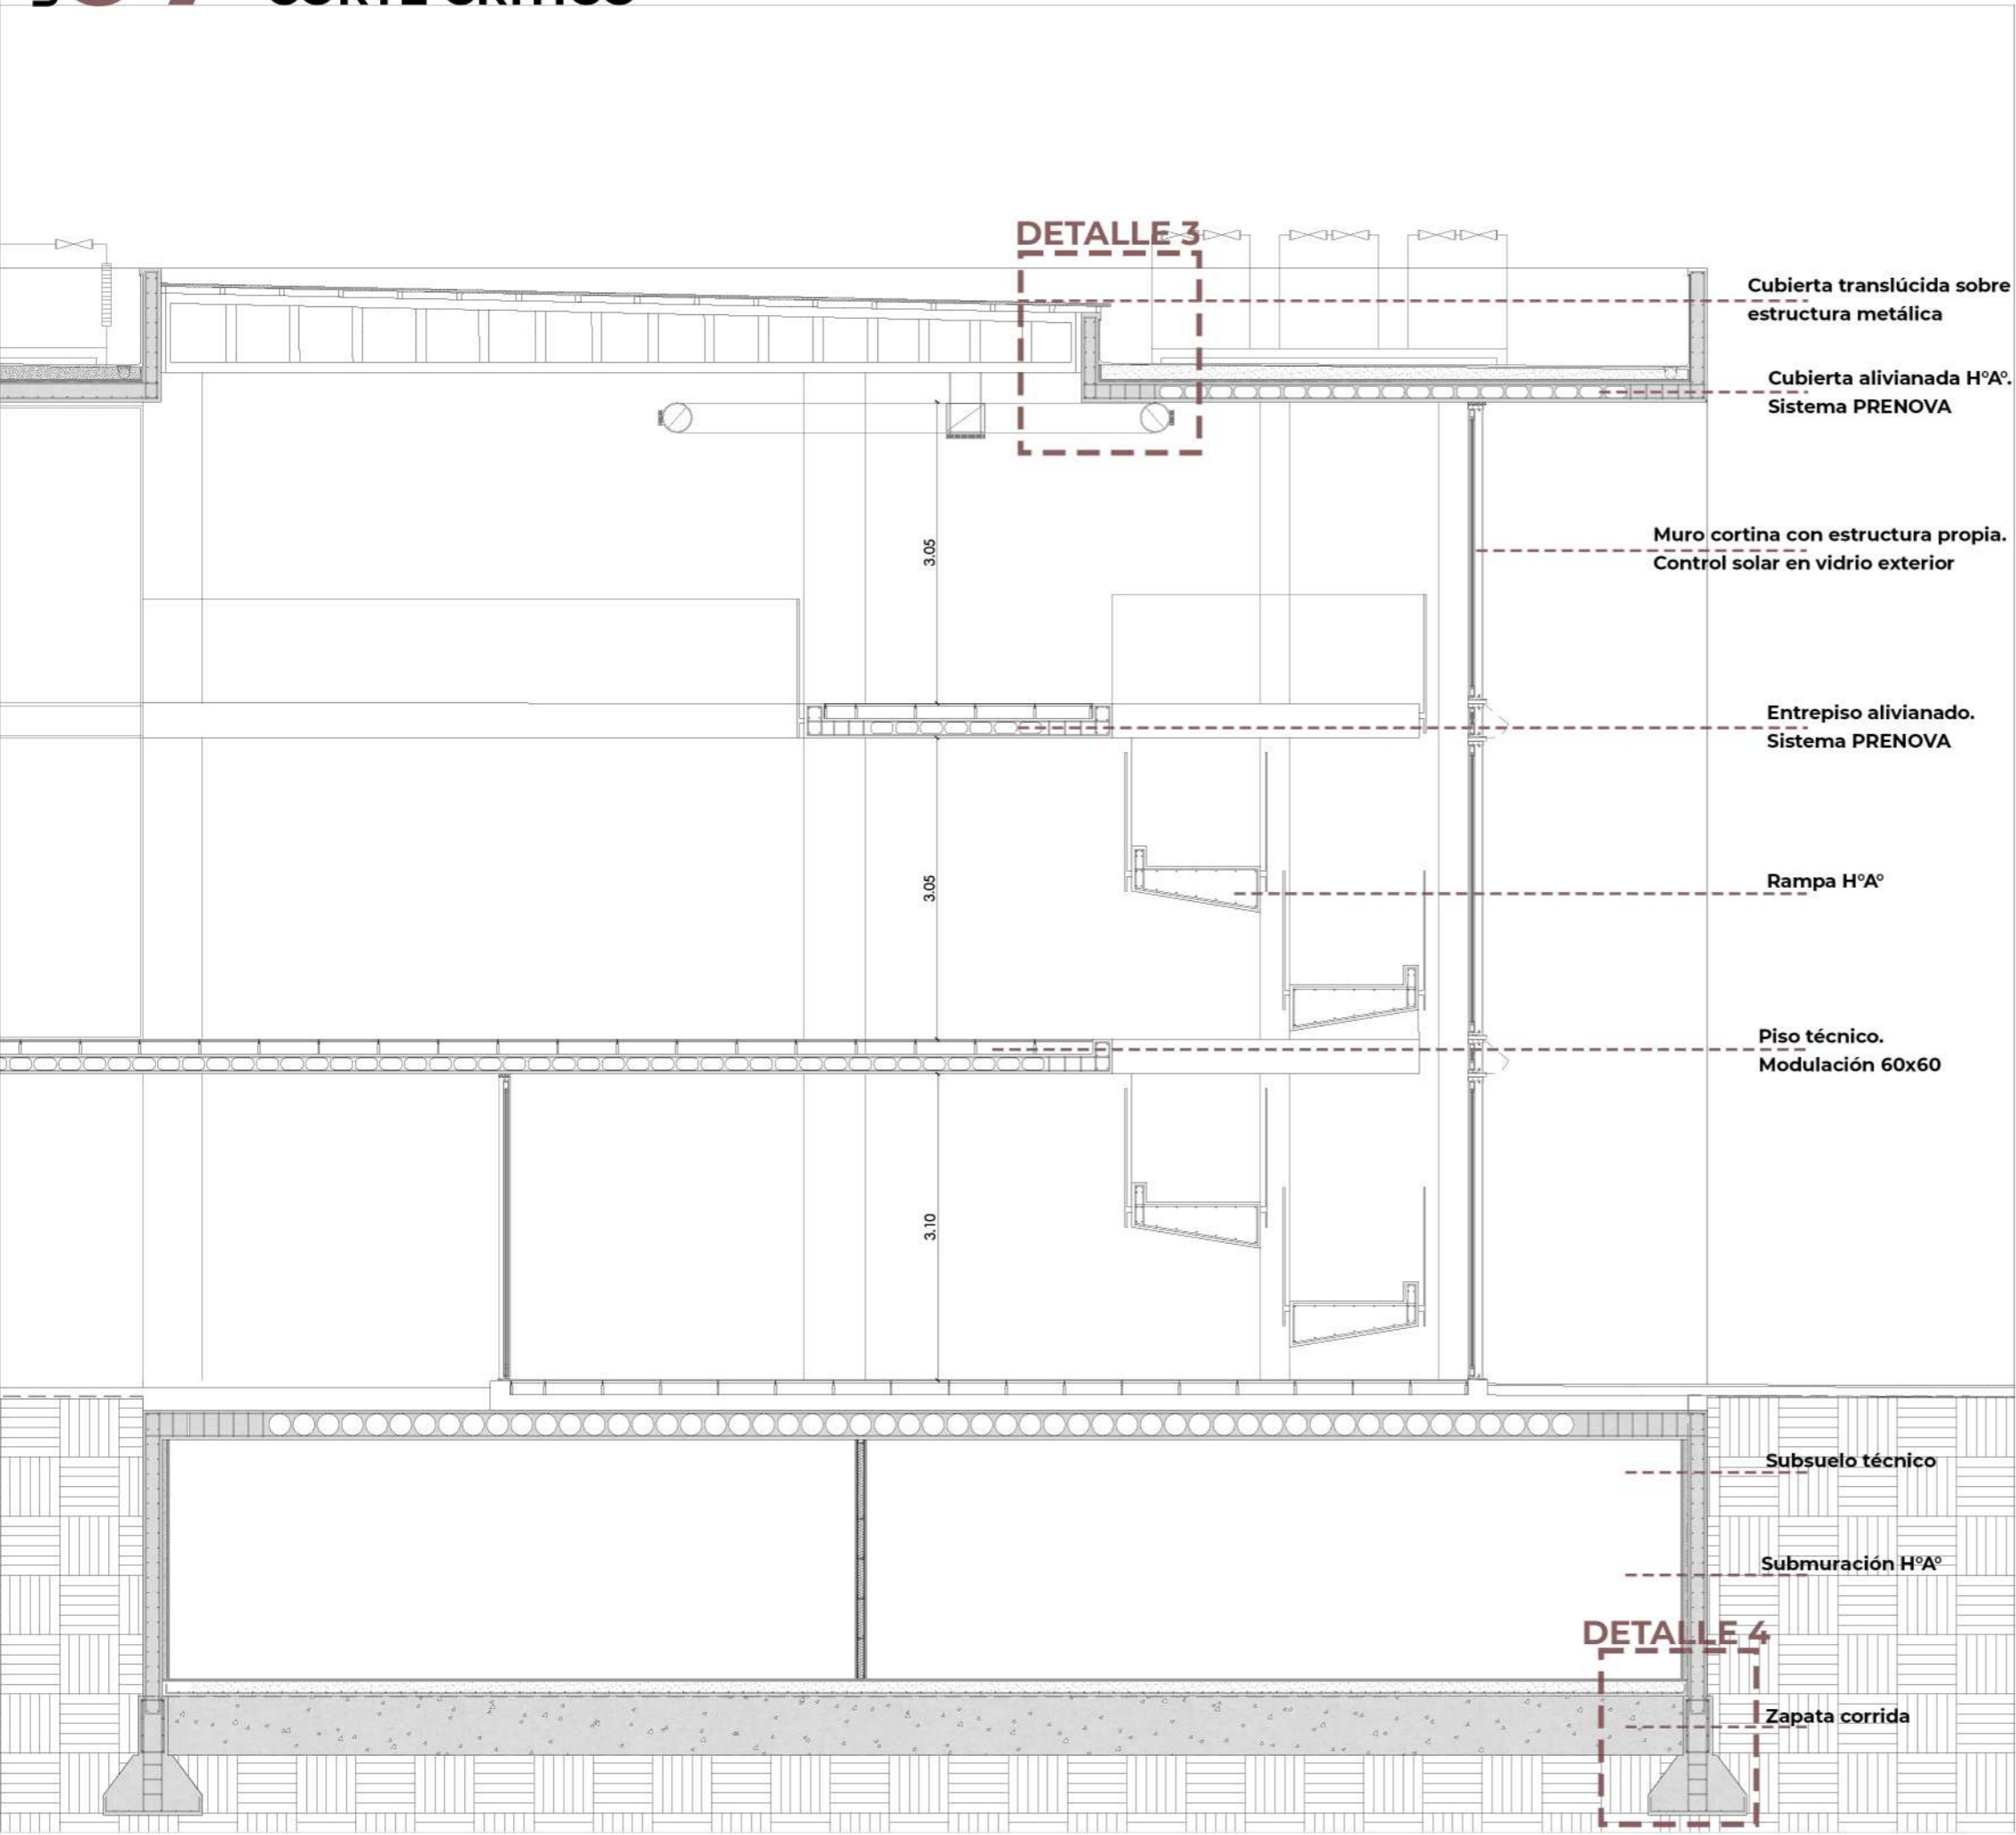 CORTE CRÍTICO
DETALLE 3
Cubierta translúcida sobre
estructura metálica
Cubierta alivianada H°A°.
Sistema PRENOVA
3.05
Muro cortina con estructura propia.
Control solar en vidrio exterior
Entrepiso alivianado.
Sistema PRENOVA
3.05
Rampa H°A°
Piso técnico.
Modulación 60x60
3.10
Subsuelo técnico
Submuración H°A°
DETALLE 4
Zapata corrida